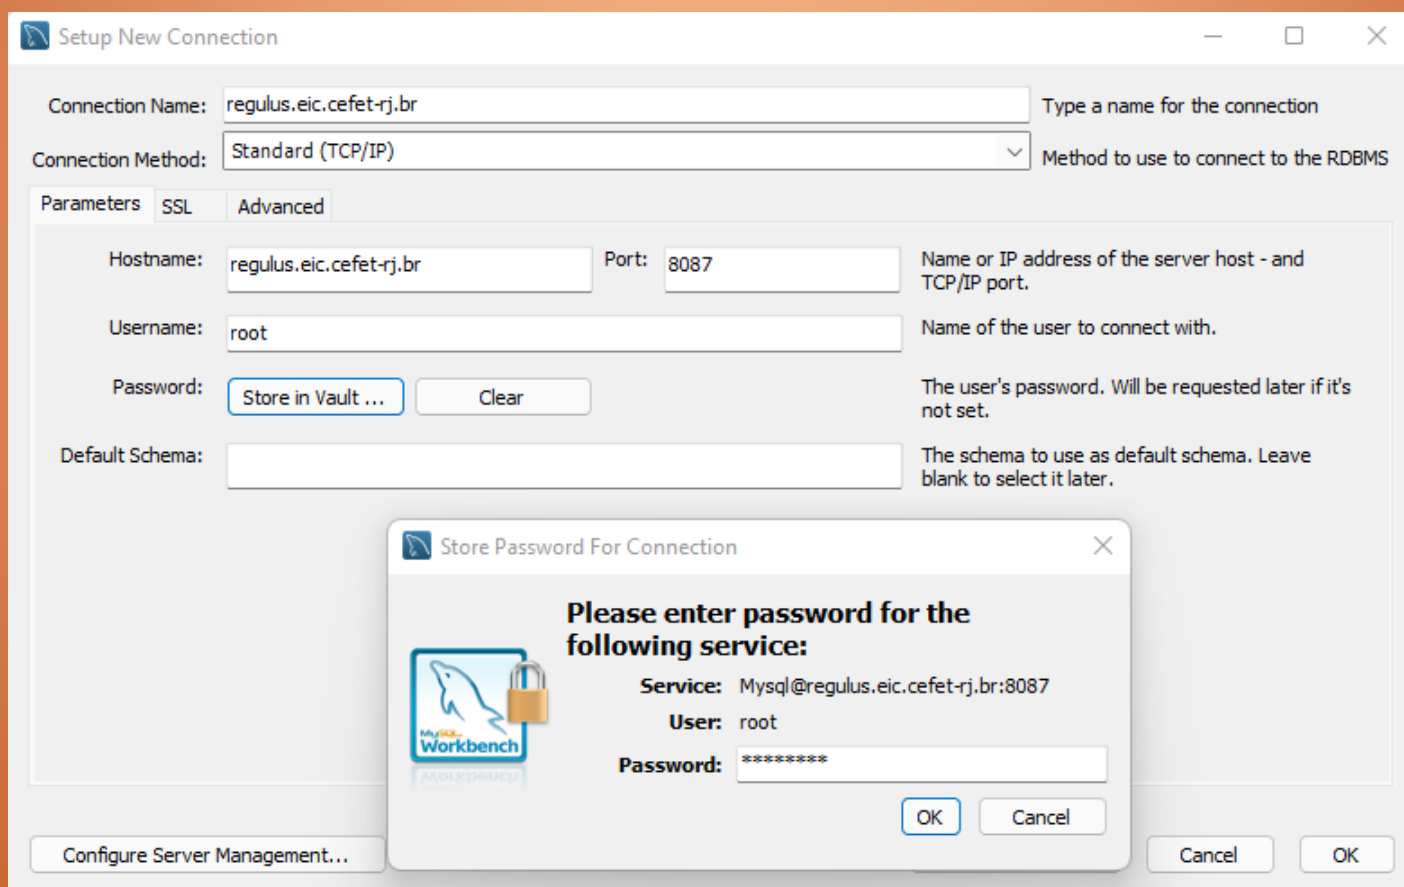 Setup New Connection
Connection Name: regulus.eic.cefet-rj.br Type a name for the connection
Connection Method: Standard (TCP/IP) Method to use to connect to the RDBMS
Parameters SSL Advanced
Hostname: regulus.eic.cefet-rj.br Port: 8087 Name or IP address of the server host - and
TCP/IP port.
Username: root Name of the user to connect with.
Password: Store in Vault ... Clear The user's password. Will be requested later if it's
not set.
Default Schema: The schema to use as default schema. Leave
blank to select it later.
Store Password For Connection
Please enter password for the
following service:
Service: Mysql@regulus.eic.cefet-rj.br:8087
User: root
Password: ********
MySQL
Workbench
OK Cancel
Configure Server Management... Cancel OK